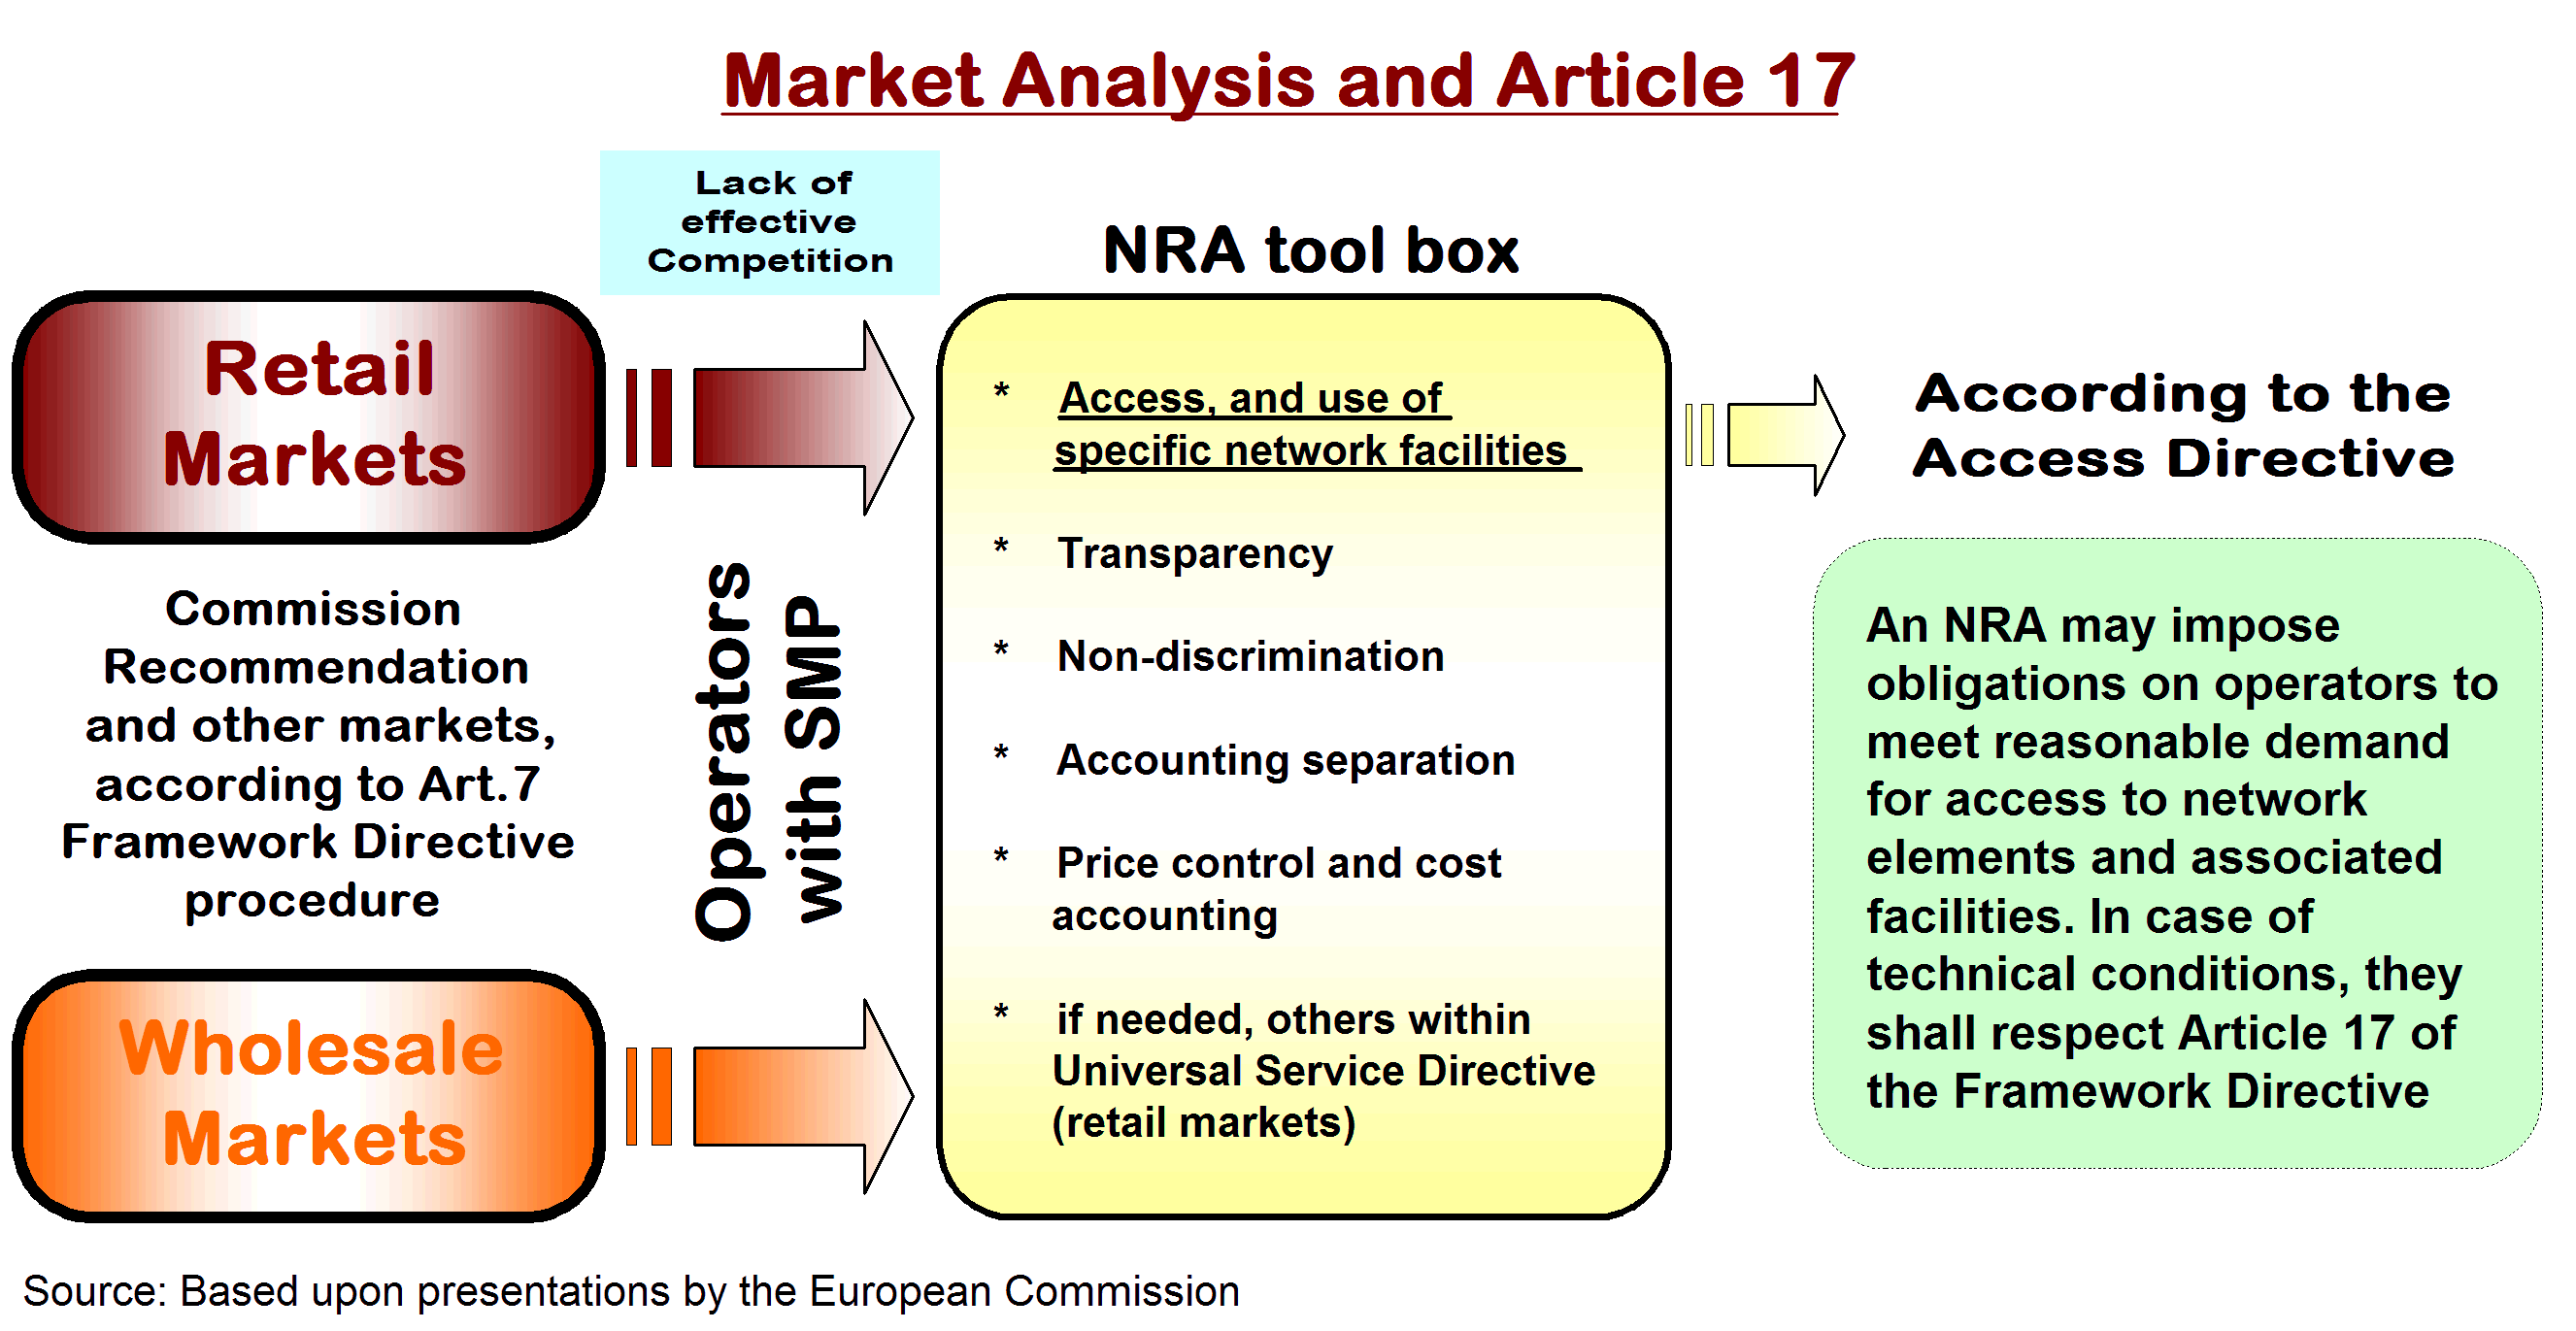 Market Analysis and Article 17
Lack of
effective
Competition
Retail
Markets
Commission
Recommendation
and other markets,
according to Art.7
Framework Directive
procedure
Wholesale
Markets
Operators
with SMP
NRA tool box
* Access, and use of
specific network facilities
* Transparency
* Non-discrimination
* Accounting separation
* Price control and cost
accounting
* if needed, others within
Universal Service Directive
(retail markets)
According to the
Access Directive
An NRA may impose
obligations on operators to
meet reasonable demand
for access to network
elements and associated
facilities. In case of
technical conditions, they
shall respect Article 17 of
the Framework Directive
Source: Based upon presentations by the European Commission